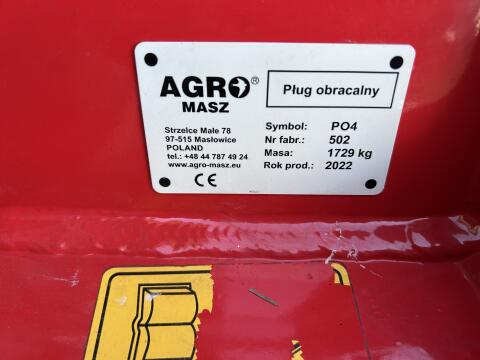 AGRO®
MASZ
Strzelce Małe 78
97-515 Masłowice
POLAND
tel.: +48 44 787 49 24
www.agro-masz.eu
CE
Pług obracalny
Symbol: PO4
Nr fabr.: 502
Masa: 1729 kg
Rok prod.: 2022